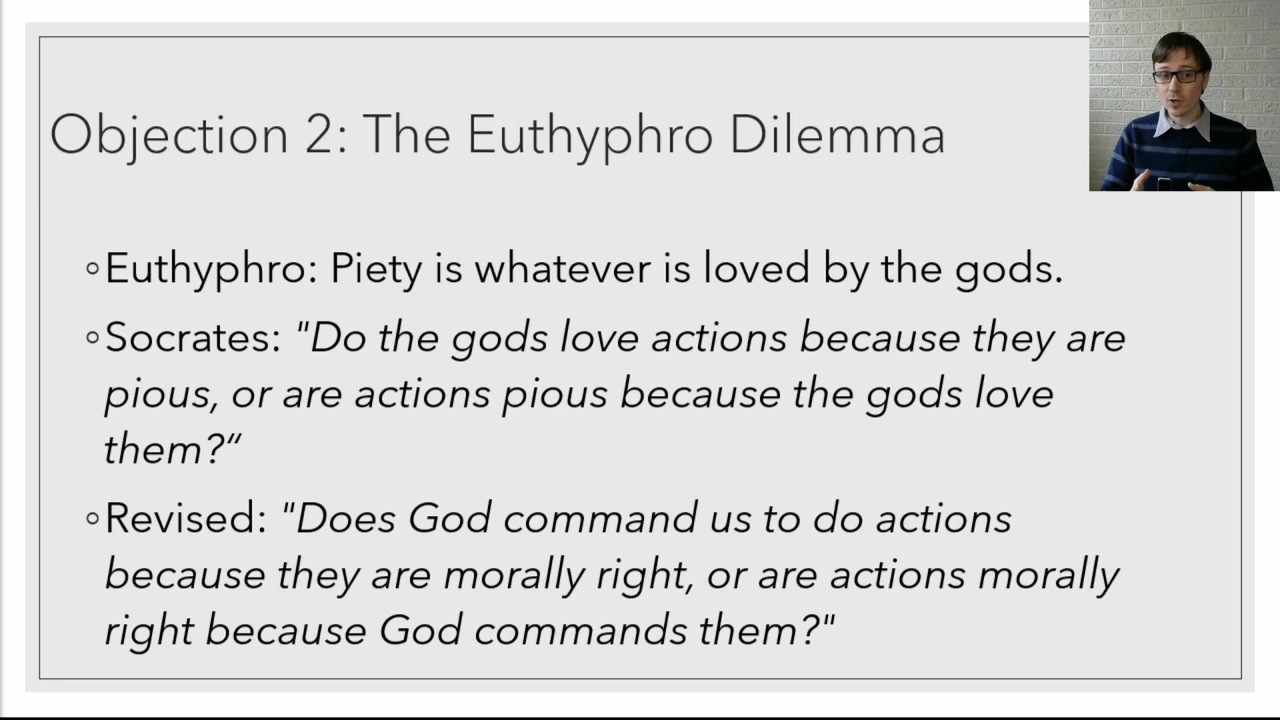 Objection 2: The Euthyphro Dilemma
◦Euthyphro: Piety is whatever is loved by the gods.
◦Socrates: "Do the gods love actions because they are
pious, or are actions pious because the gods love
them?“
◦Revised: "Does God command us to do actions
because they are morally right, or are actions morally
right because God commands them?"